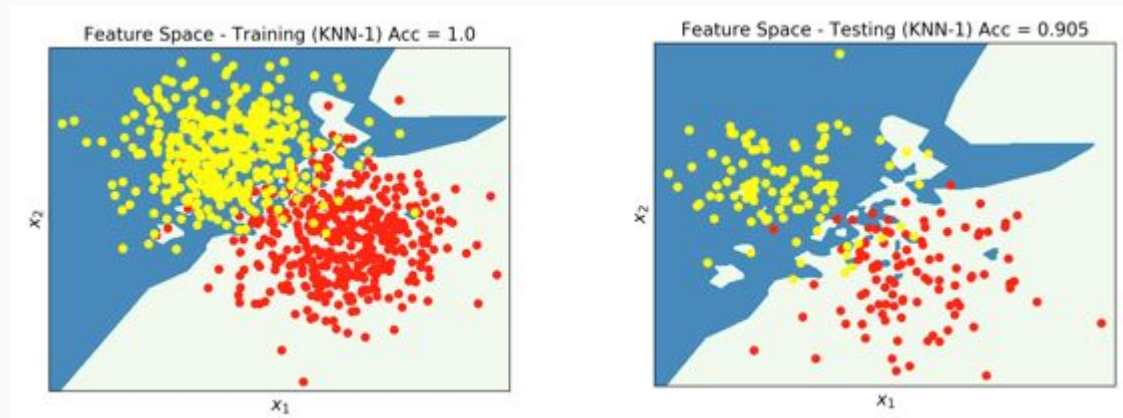 Feature Space - Training (KNN-1) Acc = 1.0
x₂
x₁
Feature Space - Testing (KNN-1) Acc = 0.905
x₂
x₁